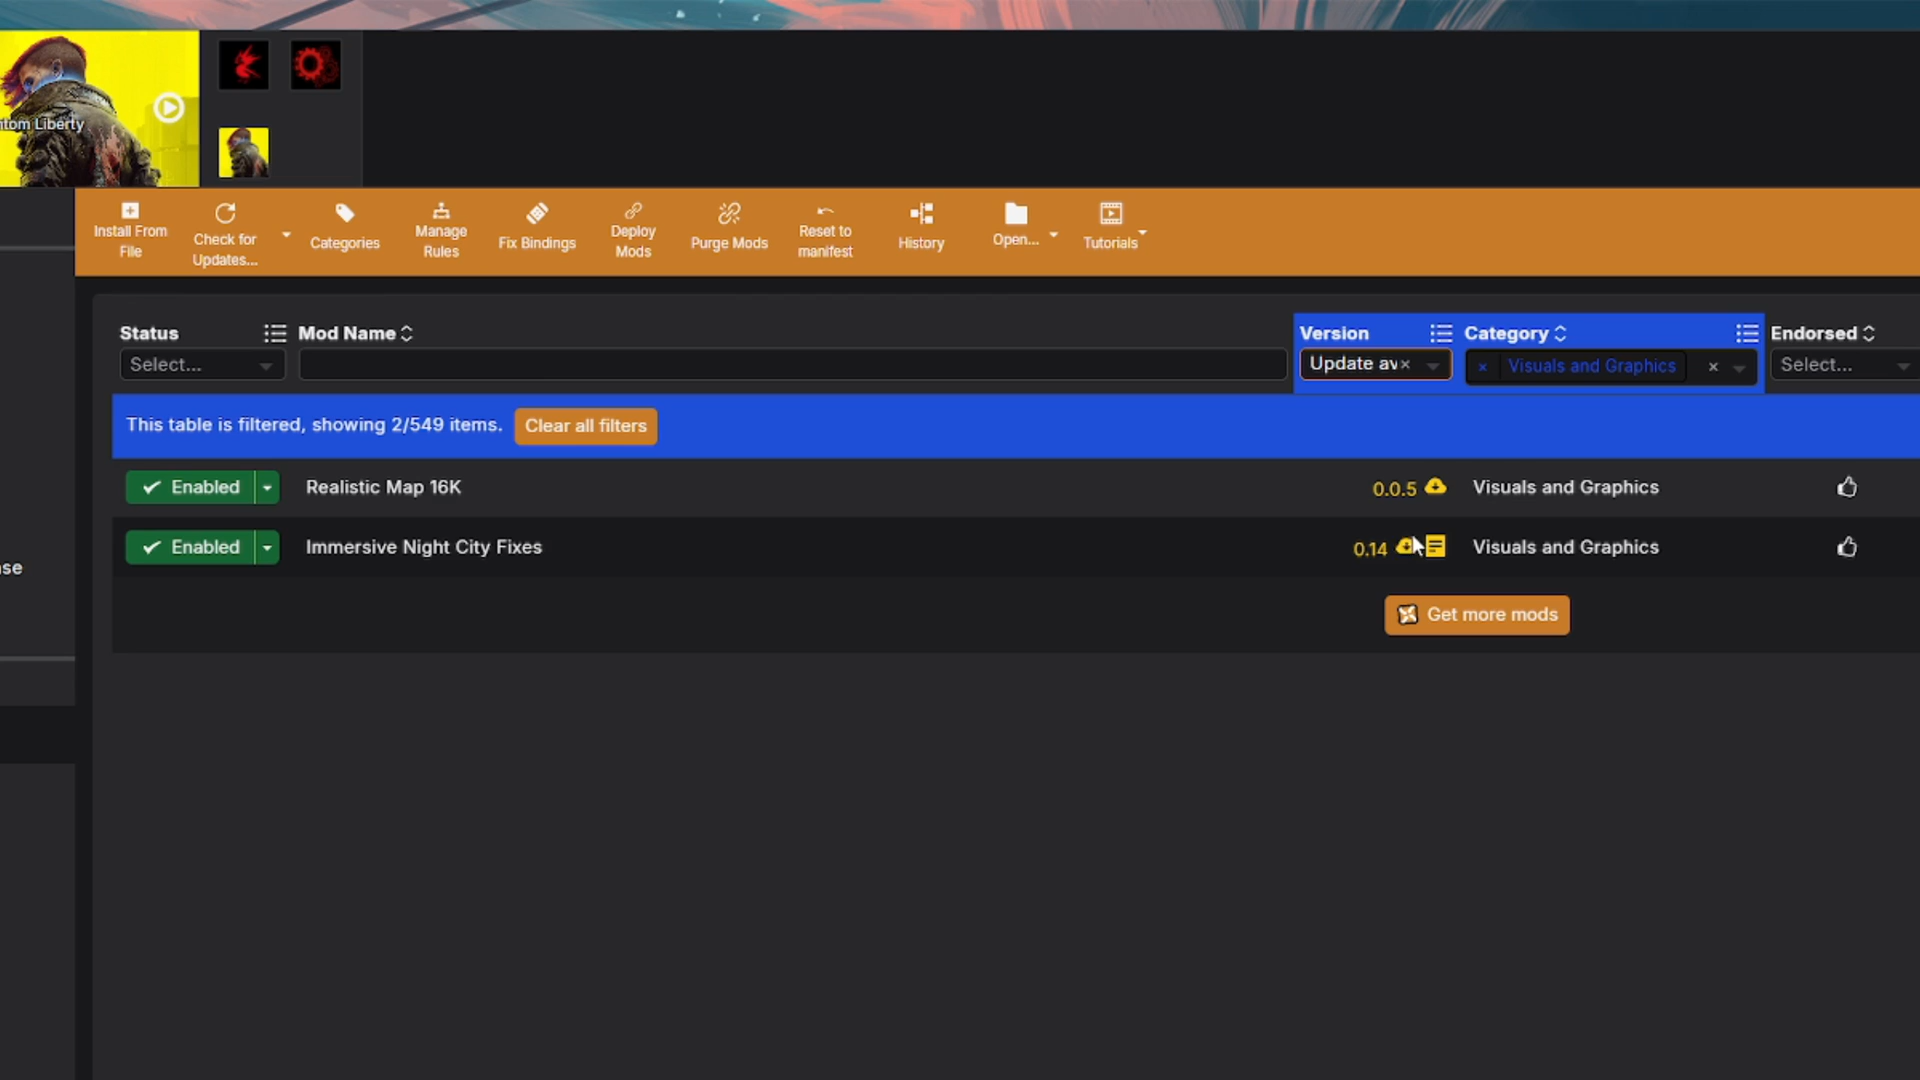 tom Liberty
Install From
File
Check for
Updates...
Categories
Manage
Rules
Fix Bindings
Deploy
Mods
Purge Mods
Reset to
manifest
History
Open...
Tutorials
Status
Mod Name
Version
Category
Endorsed
Select...
Update av
Visuals and Graphics
Select...
This table is filtered, showing 2/549 items.
Clear all filters
Enabled
Realistic Map 16K
0.0.5
Visuals and Graphics
Enabled
Immersive Night City Fixes
0.14
Visuals and Graphics
se
Get more mods